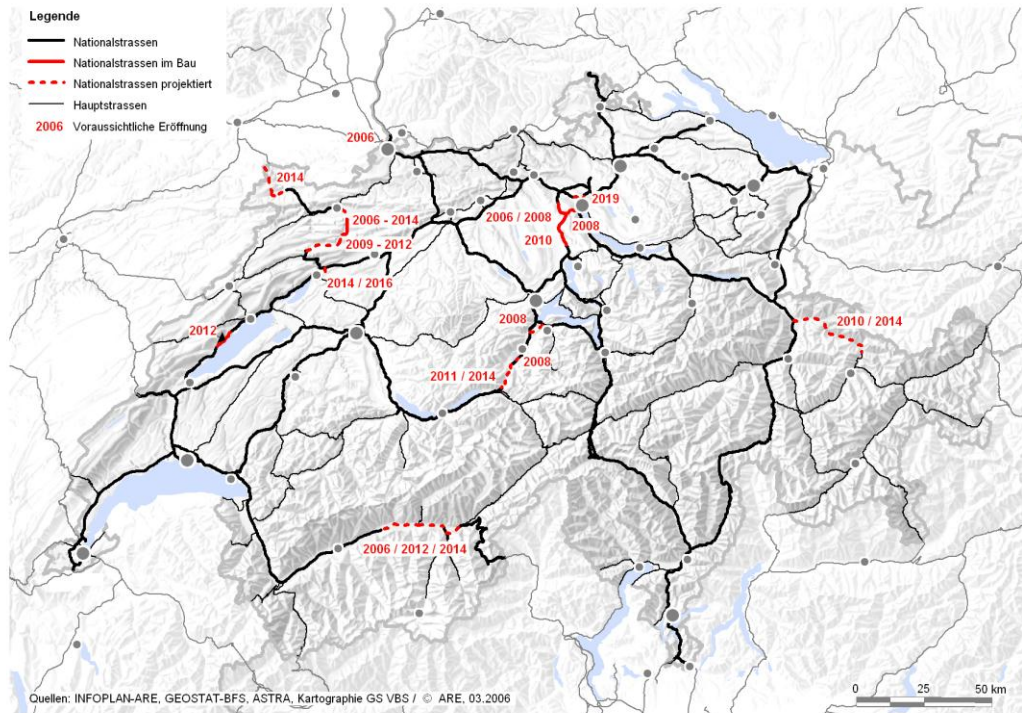 Legende
Nationalstrassen
Nationalstrassen im Bau
Nationalstrassen projektiert
Hauptstrassen
2006 Voraussichtliche Eröffnung
2006
2014
2019
2006 - 2014
2006 / 2008
2008
2010
2009 - 2012
2014 / 2016
2012
2008
2010 / 2014
2008
2011 / 2014
2006 / 2012 / 2014
Quellen: INFOPLAN-ARE, GEOSTAT-BFS, ASTRA, Kartographie GS VBS / © ARE, 03.2006
0 25 50 km